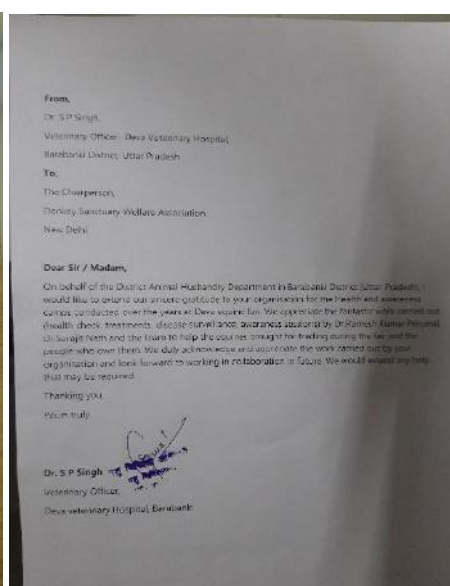 From,
Dr. S P Singh,
Veterinary Officer- Deva Veterinary Hospital,
Barabanki District, Uttar Pradesh
To,
The Chairperson,
Donkey Sanctuary Welfare Association
New Delhi
Dear Sir / Madam,
On behalf of the District Animal Husbandry Department in Barabanki District (Uttar Pradesh), I
would like to extend our sincere gratitude to your organisation for the Health and awareness
camps conducted over the years at Deva equine fair. We appreciate the fantastic work carried out
(health check, treatments, disease surveillance, awareness sessions) by Dr Ramesh Kumar Perumal,
Dr Surajit Nath and the team to help the equines brought for trading during the fair and the
people who own them. We duly acknowledge and appreciate the work carried out by your
organisation and look forward to working in collaboration in future. We would extend any help
that may be required.
Thanking you,
Yours truly
Dr. S P Singh
Veterinary Officer,
Deva veterinary Hospital, Barabanki